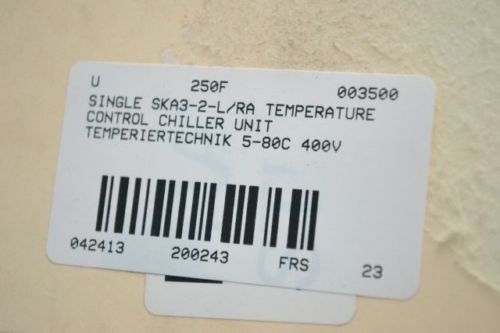 U 250F 003500
SINGLE SKA3-2-L/RA TEMPERATURE
CONTROL CHILLER UNIT
TEMPERIERTECHNIK 5-80C 400V
042413 200243 FRS 23